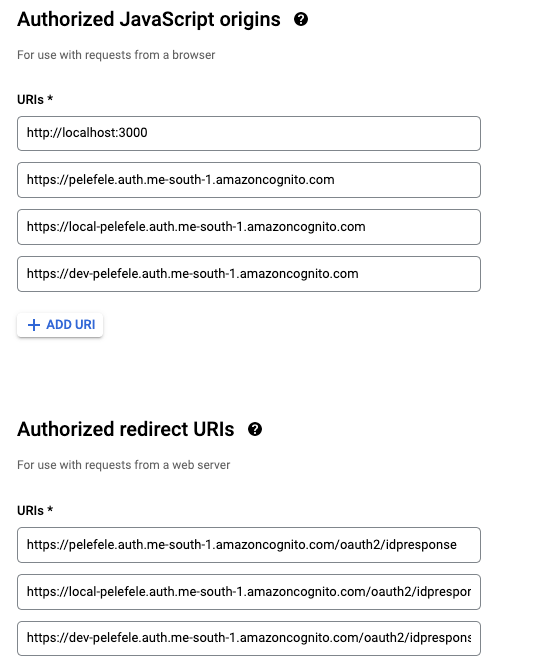 Authorized JavaScript origins
For use with requests from a browser
URIs *
http://localhost:3000
https://pelefele.auth.me-south-1.amazoncognito.com
https://local-pelefele.auth.me-south-1.amazoncognito.com
https://dev-pelefele.auth.me-south-1.amazoncognito.com
+ ADD URI
Authorized redirect URIs
For use with requests from a web server
URIs *
https://pelefele.auth.me-south-1.amazoncognito.com/oauth2/idpresponse
https://local-pelefele.auth.me-south-1.amazoncognito.com/oauth2/idprespor
https://dev-pelefele.auth.me-south-1.amazoncognito.com/oauth2/idprespons